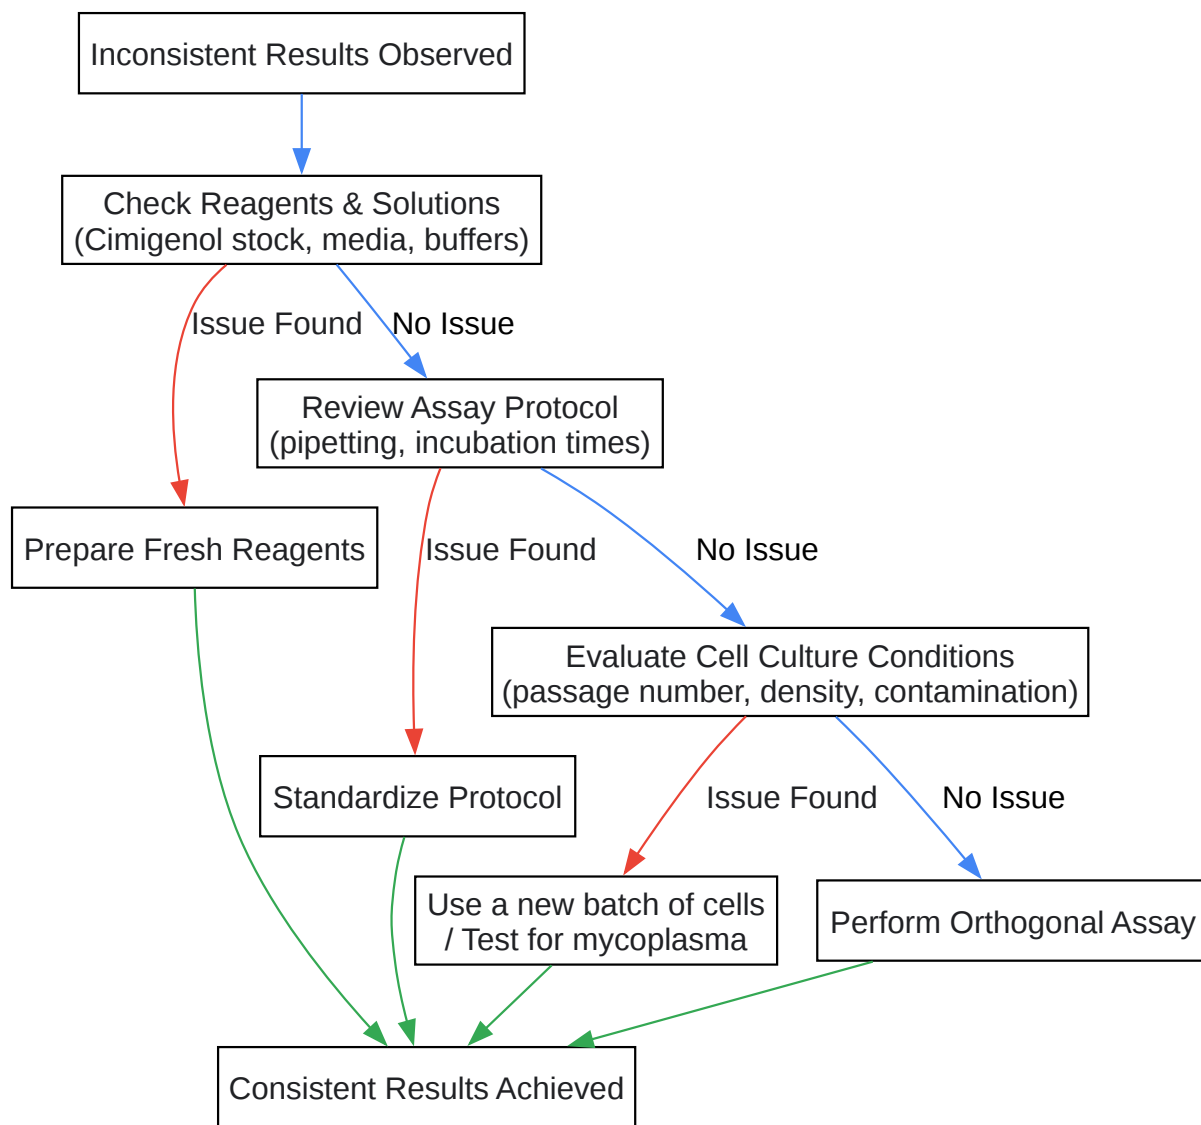 Inconsistent Results Observed
Check Reagents & Solutions
(Cimigenol stock, media, buffers)
Issue Found
No Issue
Review Assay Protocol
(pipetting, incubation times)
Prepare Fresh Reagents
Issue Found
No Issue
Evaluate Cell Culture Conditions
(passage number, density, contamination)
Standardize Protocol
Issue Found
No Issue
Use a new batch of cells
/ Test for mycoplasma
Perform Orthogonal Assay
Consistent Results Achieved